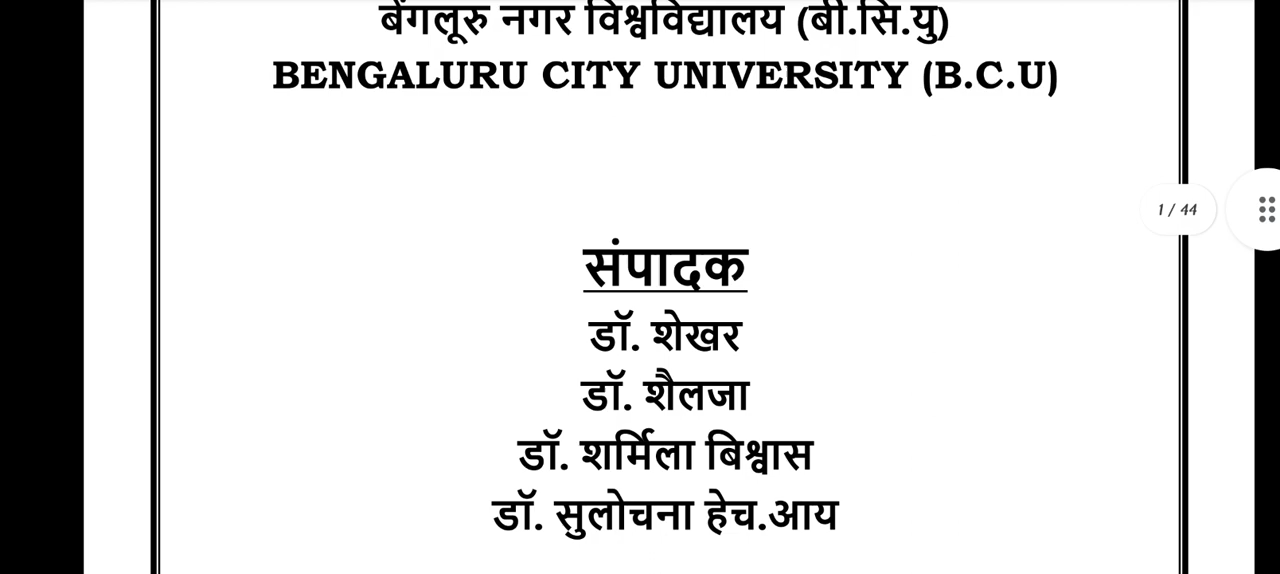 बेंगलूरु नगर विश्वविद्यालय (बी.सि.यु)
BENGALURU CITY UNIVERSITY (B.C.U)
1 / 44
संपादक
डॉ. शेखर
डॉ. शैलजा
डॉ. शर्मिला बिश्वास
डॉ. सुलोचना हेच.आय